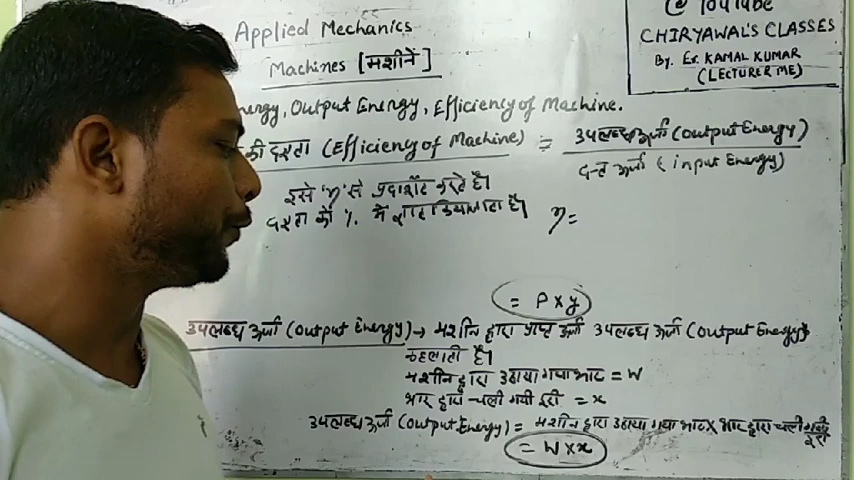 @ YouTube
CHIRYAWAL'S CLASSES
By. Er. KAMAL KUMAR
(LECTURER ME)
Applied Mechanics
Machines [मशीनें]
Energy, Output Energy, Efficiency of Machine.
की दक्षता (Efficiency of Machine) = उपलब्ध ऊर्जा (Output Energy)
दत्त ऊर्जा (input Energy)
इसे 'η' से प्रदर्शित करते है।
दक्षता को %. में ज्ञात किया जाता है। η =
= P x y
उपलब्ध ऊर्जा (Output Energy) → मशीन द्वारा प्राप्त ऊर्जा उपलब्ध ऊर्जा (Output Energy)
कहलाती है।
मशीन द्वारा उठाया गया भार = W
भार द्वारा चली गयी दूरी = x
उपलब्ध ऊर्जा (Output Energy) = मशीन द्वारा उठाया गया भार x भार द्वारा चली गयी दूरी
= W x x